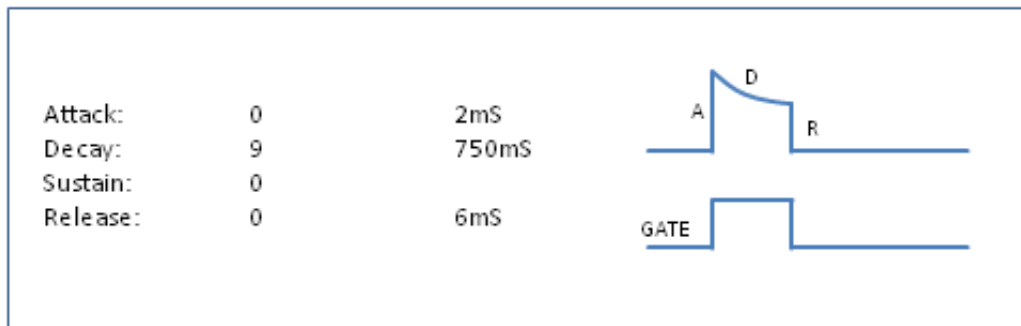 Attack: 0 2mS
Decay: 9 750mS
Sustain: 0
Release: 0 6mS
D
A
R
GATE